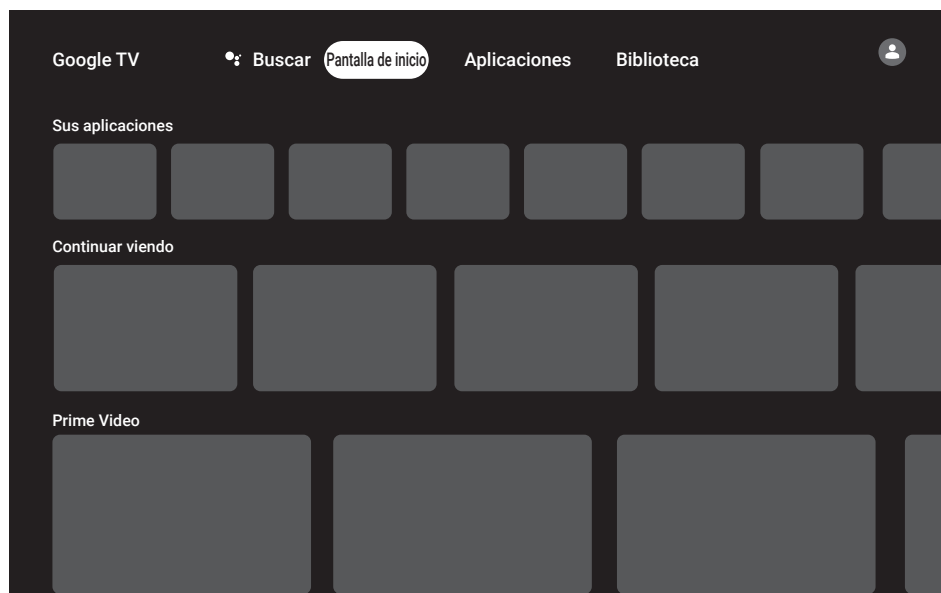 Google TV
Buscar
Pantalla de inicio
Aplicaciones
Biblioteca
Sus aplicaciones
Continuar viendo
Prime Video